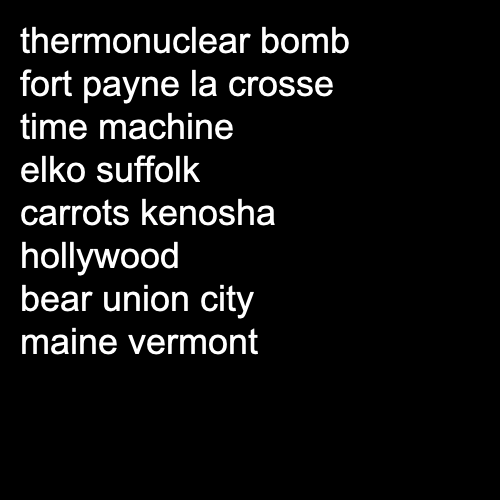 thermonuclear bomb
fort payne la crosse
time machine
elko suffolk
carrots kenosha
hollywood
bear union city
maine vermont